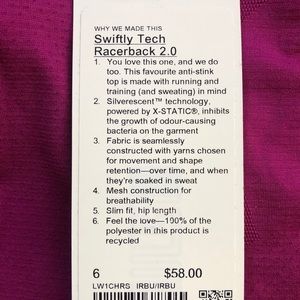 WHY WE MADE THIS
Swiftly Tech
Racerback 2.0
1. You love this one, and we do
too. This favourite anti-stink
top is made with running and
training (and sweating) in mind
2. Silverescent™ technology,
powered by X-STATIC®, inhibits
the growth of odour-causing
bacteria on the garment
3. Fabric is seamlessly
constructed with yarns chosen
for movement and shape
retention—over time, and when
they're soaked in sweat
4. Mesh construction for
breathability
5. Slim fit, hip length
6. Feel the love—100% of the
polyester in this product is
recycled
6 $58.00
LW1CHRS IRBU/IRBU